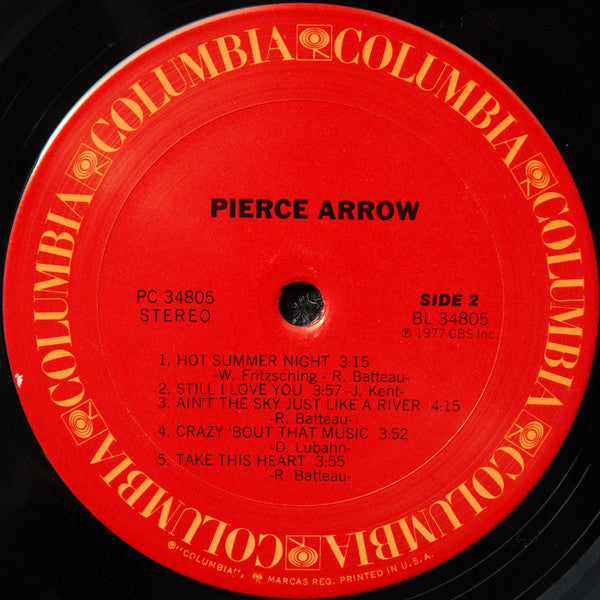 COLUMBIA COLUMBIA COLUMBIA COLUMBIA COLUMBIA COLUMBIA
PIERCE ARROW
PC 34805
STEREO
SIDE 2
BL 34805
℗ 1977 CBS Inc.
1. HOT SUMMER NIGHT 3:15
-W. Fritzsching - R. Batteau-
2. STILL I LOVE YOU 3:57 -J. Kent-
3. AIN'T THE SKY JUST LIKE A RIVER 4:15
-R. Batteau-
4. CRAZY 'BOUT THAT MUSIC 3:52
-D. Lubahn-
5. TAKE THIS HEART 3:55
-R. Batteau-
®"COLUMBIA", MARCAS REG. PRINTED IN U.S.A.